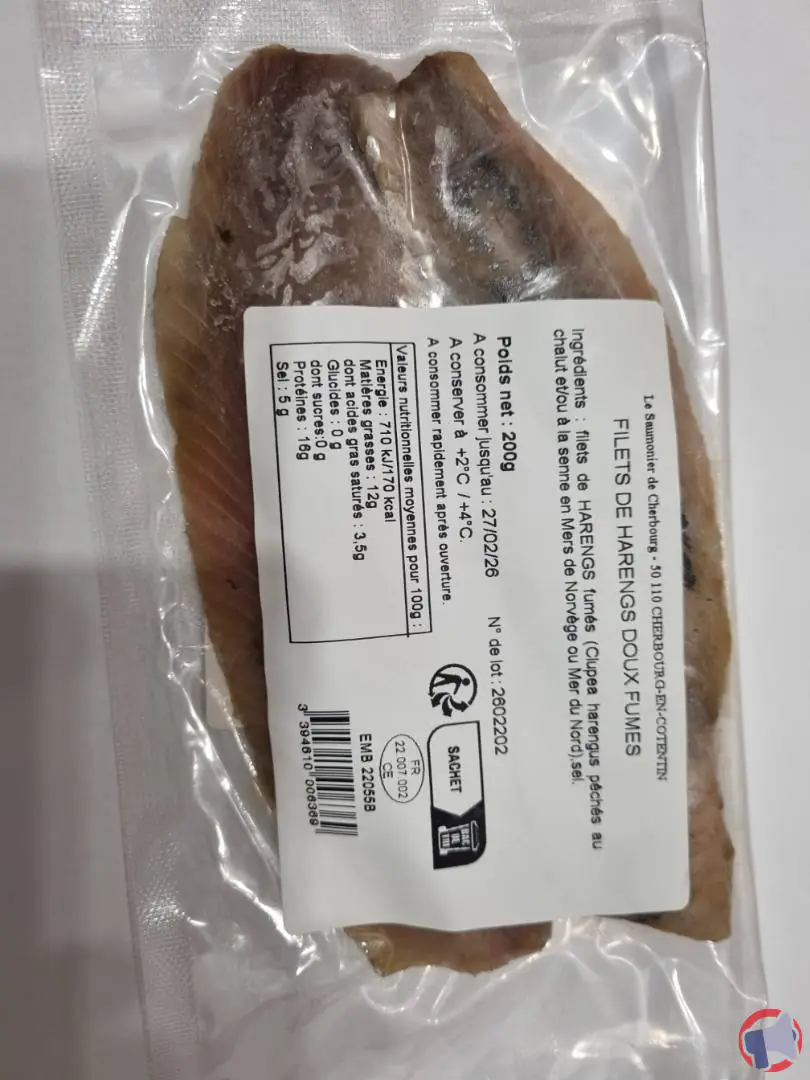 Le Saumonier de Cherbourg - 50 110 CHERBOURG-EN-COTENTIN
FILETS DE HARENGS DOUX FUMES
Ingrédients : filets de HARENGS fumés (Clupea harengus pêchés au
chalut et/ou à la senne en Mers de Norvège ou Mer du Nord),sel.
Poids net : 200g
A consommer jusqu'au : 27/02/26 N° de lot : 2602202
A conserver à +2°C / +4°C.
A consommer rapidement après ouverture.
Valeurs nutritionnelles moyennes pour 100g :
Energie : 710 kJ/170 kcal
Matières grasses : 12g
dont acides gras saturés : 3,5g
Glucides : 0 g
dont sucres:0 g
Protéines : 16g
Sel : 5 g
SACHET
BAC
DE
TRI
FR
22 007 002
CE
EMB 22055B
3 394610 008369